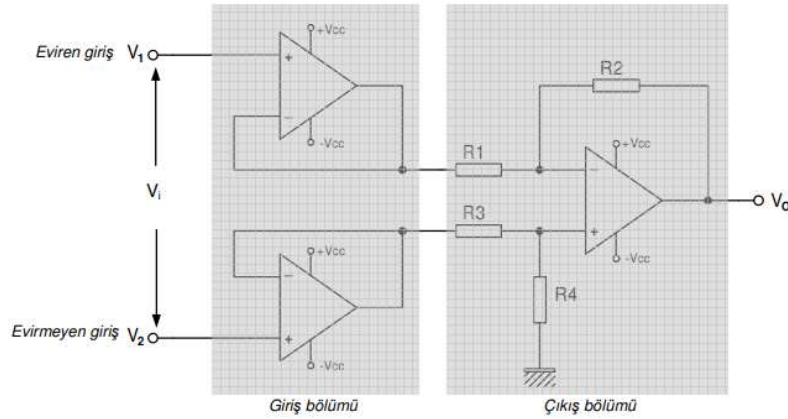 +Vcc
Eviren giriş V1
+
R2
−
-Vcc
R1
+Vcc
−
Vi
VO
R3
+
+Vcc
-Vcc
−
R4
Evirmeyen giriş V2
+
-Vcc
Giriş bölümü
Çıkış bölümü